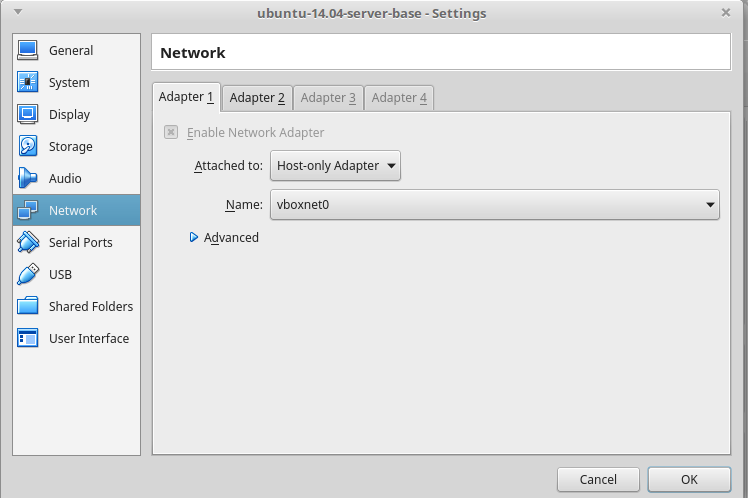 ubuntu-14.04-server-base - Settings
General
System
Display
Storage
Audio
Network
Serial Ports
USB
Shared Folders
User Interface
Network
Adapter 1 Adapter 2 Adapter 3 Adapter 4
Enable Network Adapter
Attached to: Host-only Adapter
Name: vboxnet0
Advanced
Cancel OK